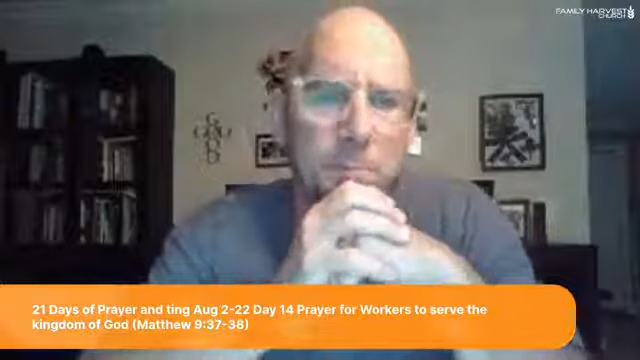 FAMILY HARVEST
CHURCH
21 Days of Prayer and ting Aug 2-22 Day 14 Prayer for Workers to serve the
kingdom of God (Matthew 9:37-38)